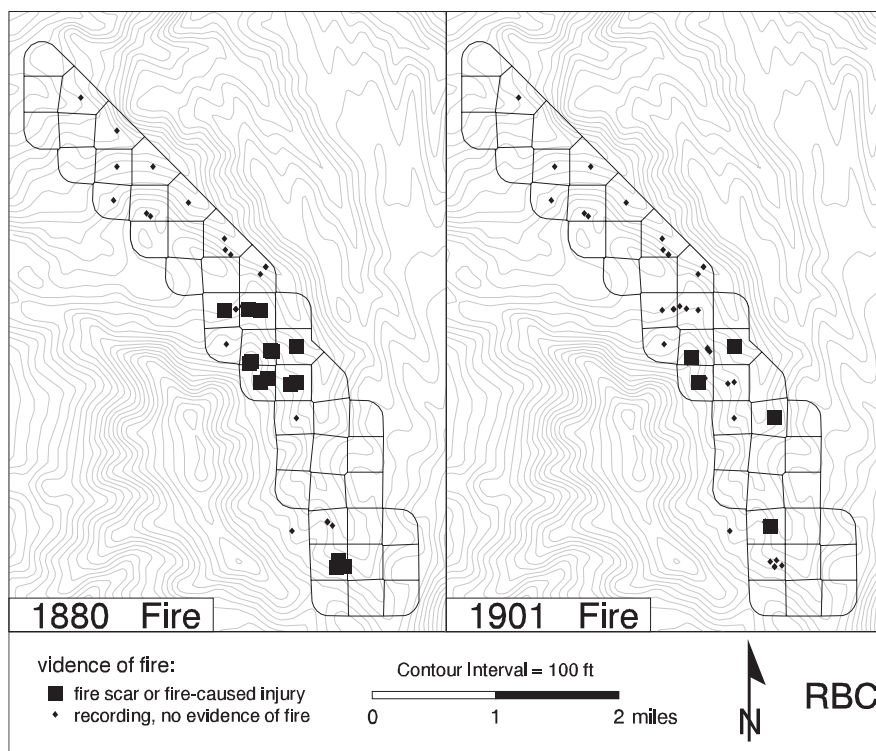 1880 Fire
1901 Fire
vidence of fire:
fire scar or fire-caused injury
recording, no evidence of fire
Contour Interval = 100 ft
0 1 2 miles
N
RBC